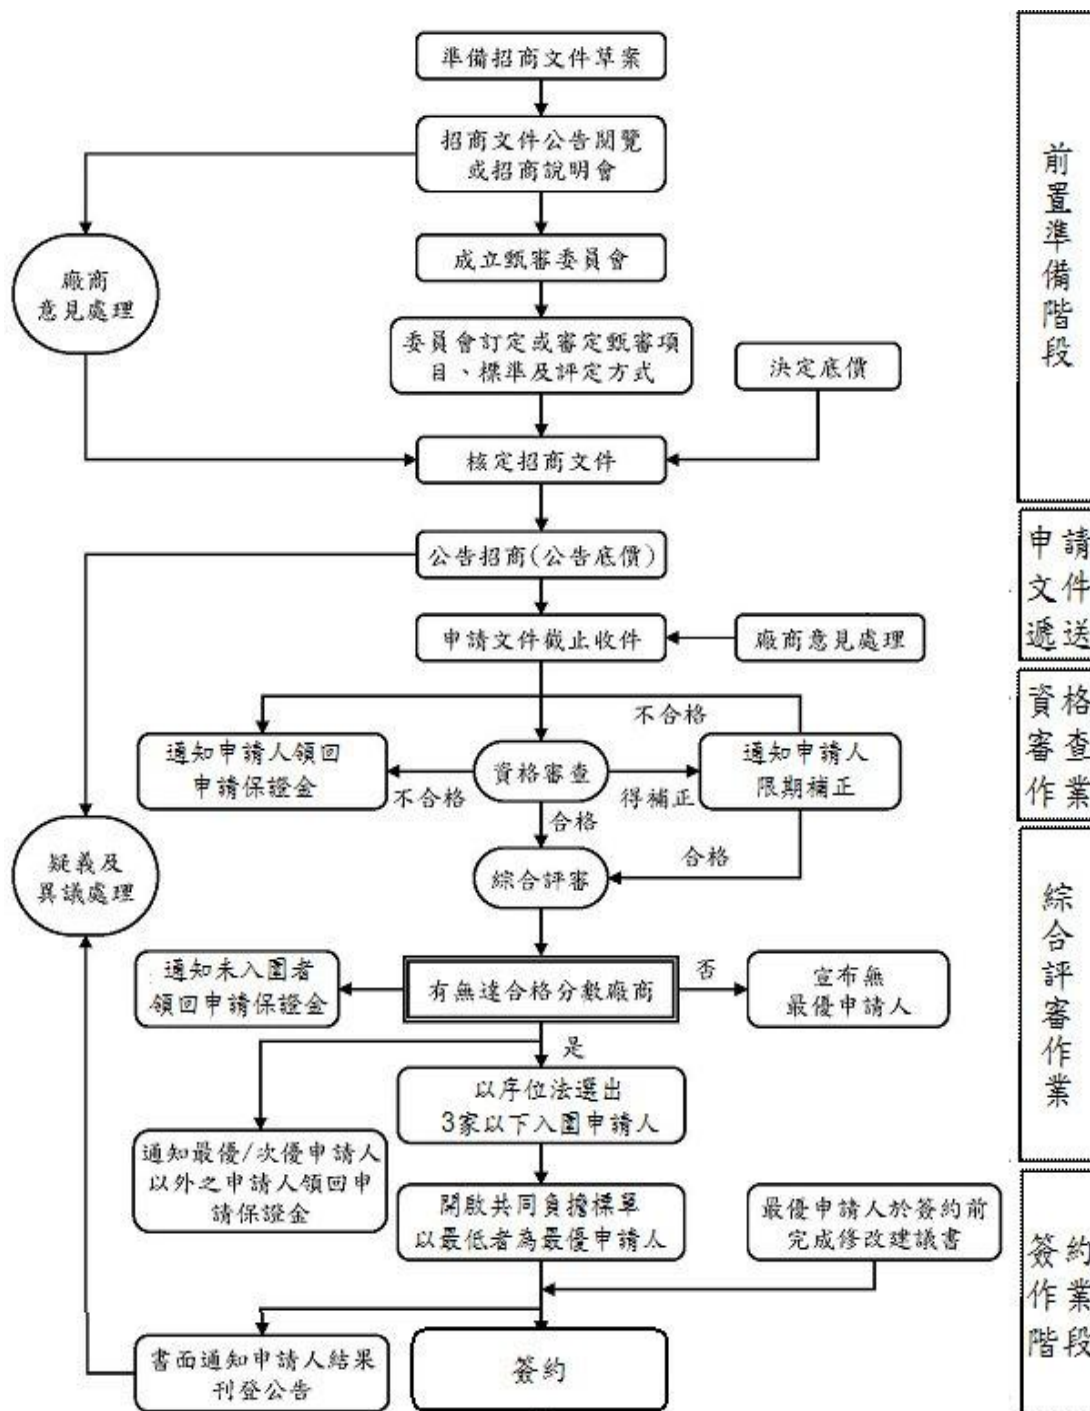 準備招商文件草案
招商文件公告閱覽
或招商說明會
廠商
意見處理
成立甄審委員會
委員會訂定或審定甄審項
目、標準及評定方式
決定底價
核定招商文件
前置準備階段
公告招商(公告底價)
申請文件截止收件
廠商意見處理
申請
文件
遞送
不合格
通知申請人領回
申請保證金
不合格
資格審查
得補正
通知申請人
限期補正
合格
合格
資格
審查
作業
疑義及
異議處理
綜合評審
通知未入圍者
領回申請保證金
有無達合格分數廠商
否
宣布無
最優申請人
是
以序位法選出
3家以下入圍申請人
通知最優/次優申請人
以外之申請人領回申
請保證金
綜合評審作業
開啟共同負擔標單
以最低者為最優申請人
最優申請人於簽約前
完成修改建議書
書面通知申請人結果
刊登公告
簽約
簽約
作業
階段